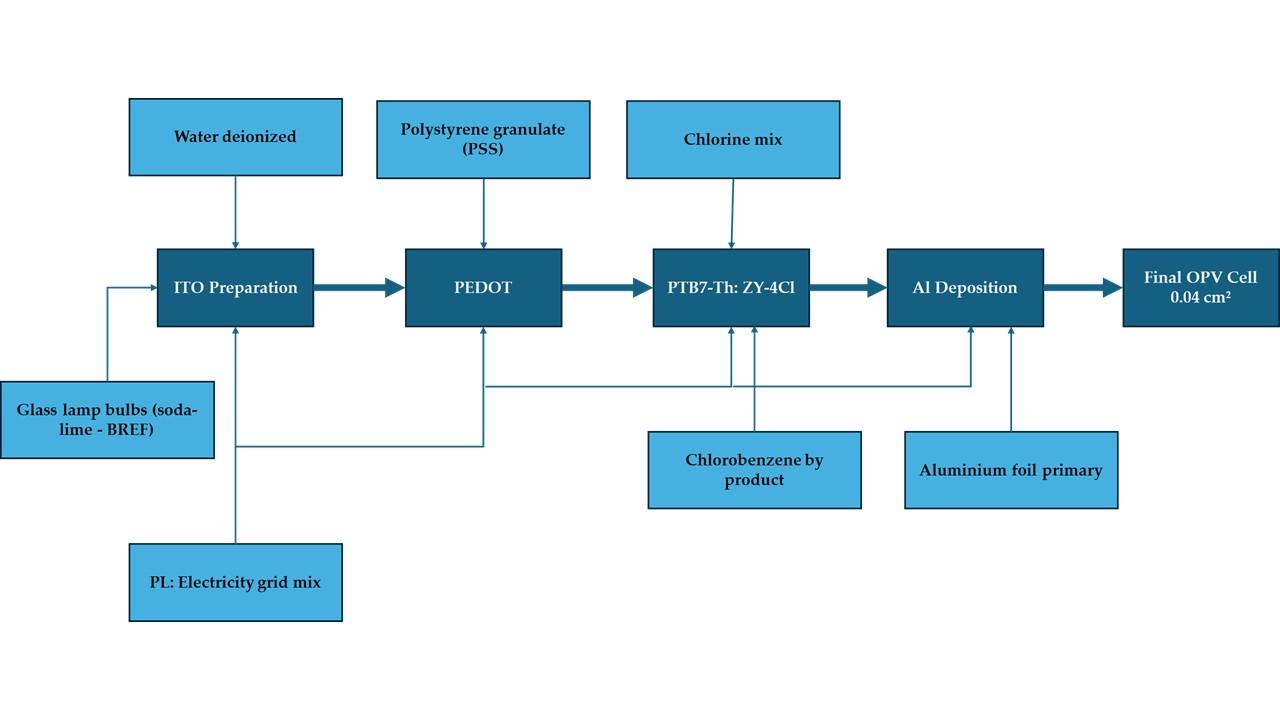 Water deionized
Polystyrene granulate
(PSS)
Chlorine mix
ITO Preparation
PEDOT
PTB7-Th: ZY-4Cl
Al Deposition
Final OPV Cell
0.04 cm²
Glass lamp bulbs (soda-
lime - BREF)
Chlorobenzene by
product
Aluminium foil primary
PL: Electricity grid mix